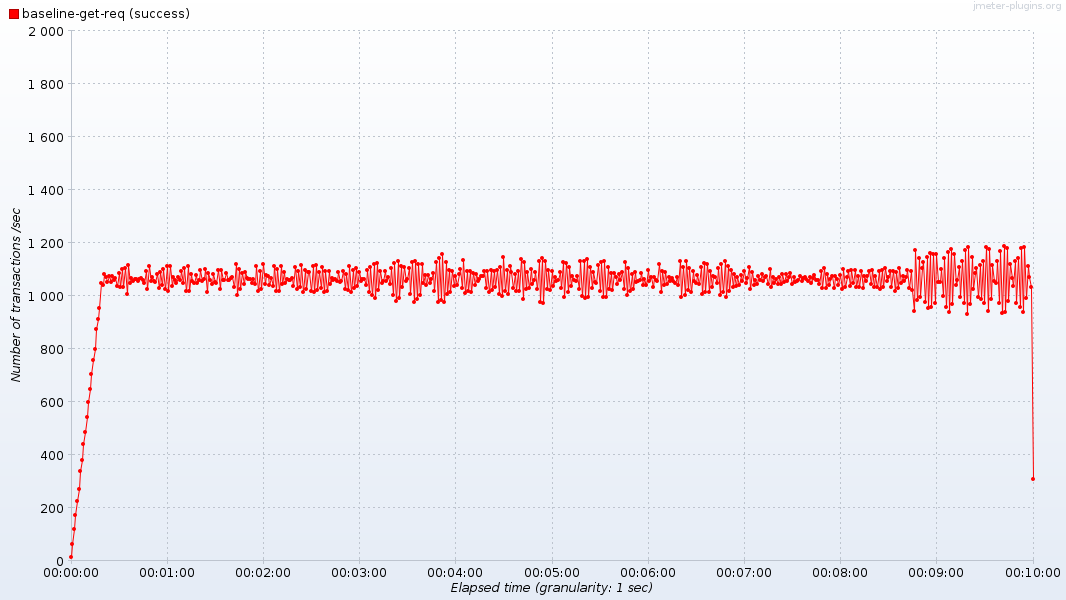 jmeter-plugins.org
baseline-get-req (success)
2 000
1 800
1 600
1 400
1 200
1 000
800
600
400
200
0
Number of transactions /sec
00:00:00 00:01:00 00:02:00 00:03:00 00:04:00 00:05:00 00:06:00 00:07:00 00:08:00 00:09:00 00:10:00
Elapsed time (granularity: 1 sec)